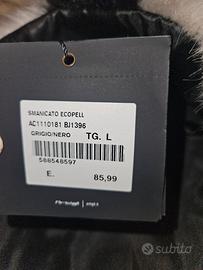 SMANICATO ECOPELL
AC1110181 BJ1396
GRIGIO/NERO TG. L
588548597
E. 85,99
subito